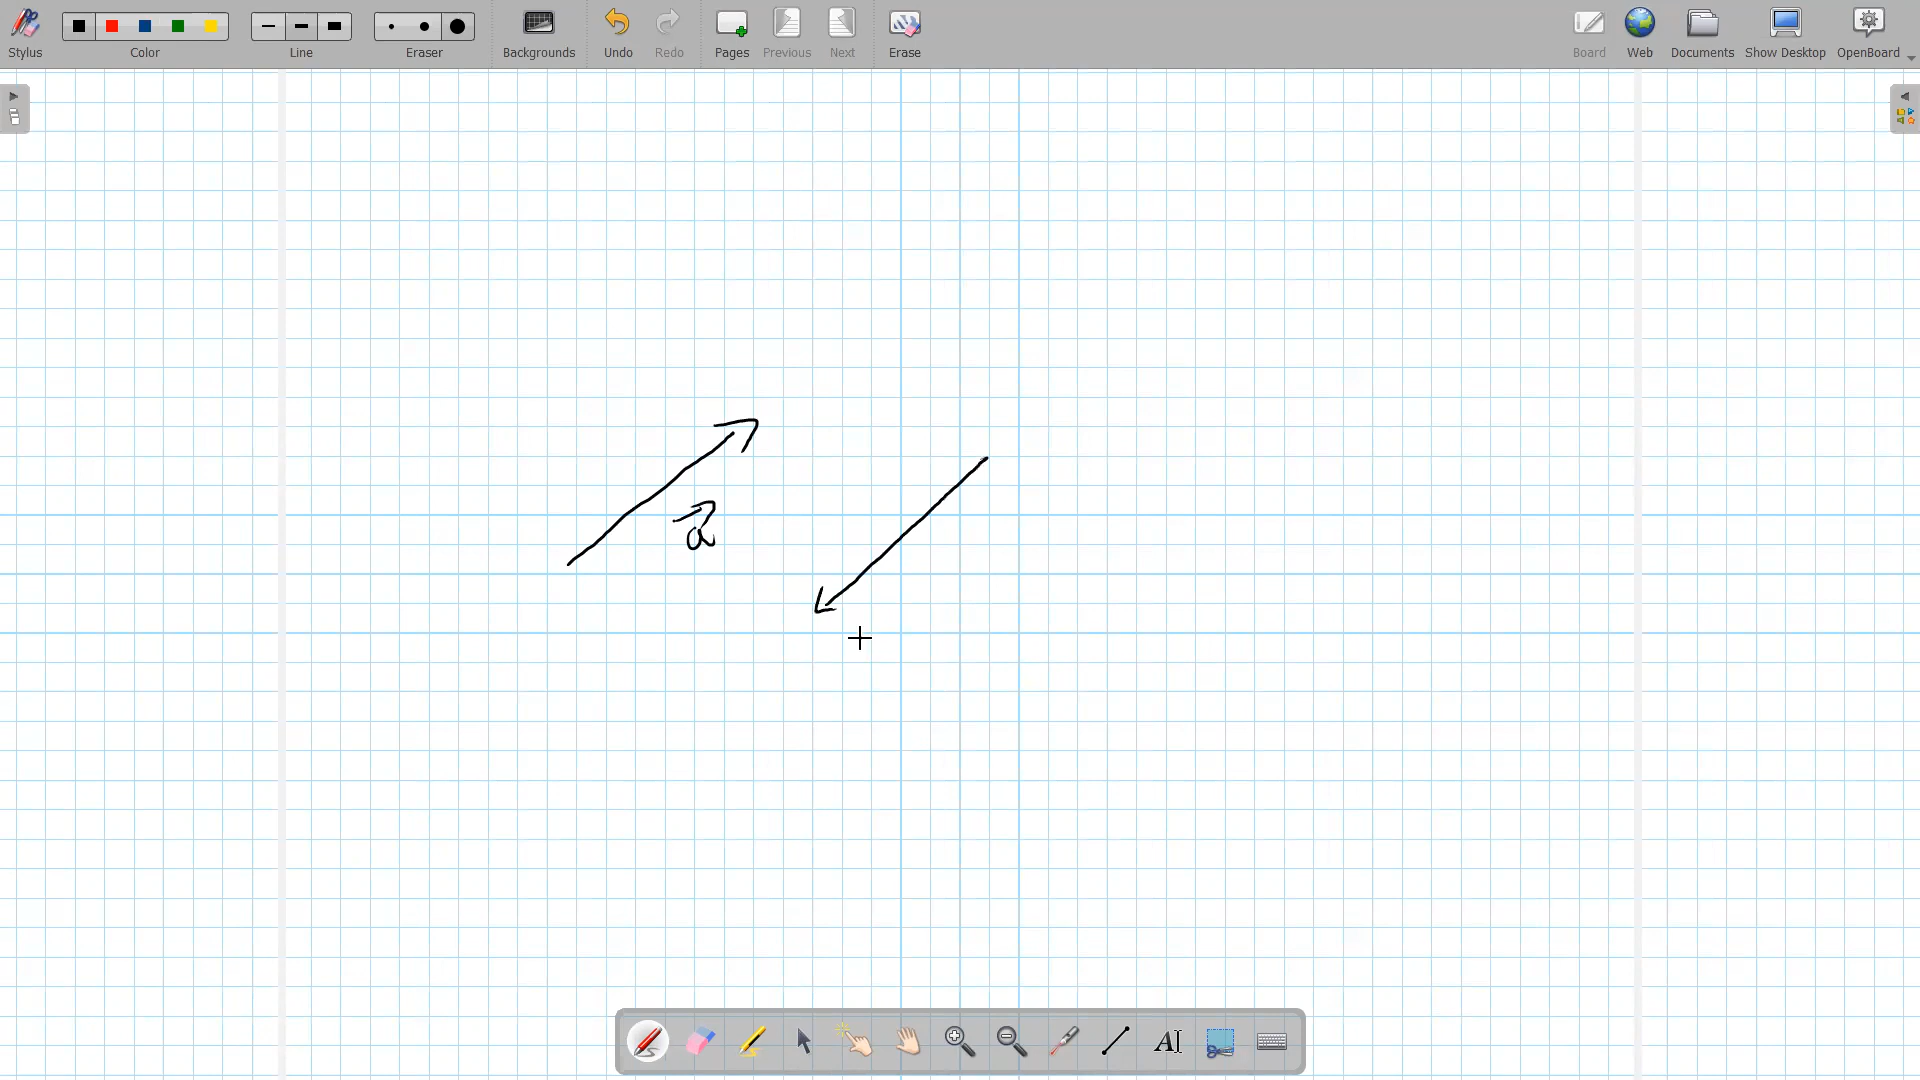 Stylus Color Line Eraser Backgrounds Undo Redo Pages Previous Next Erase Board Web Documents Show Desktop OpenBoard
a⃗
A